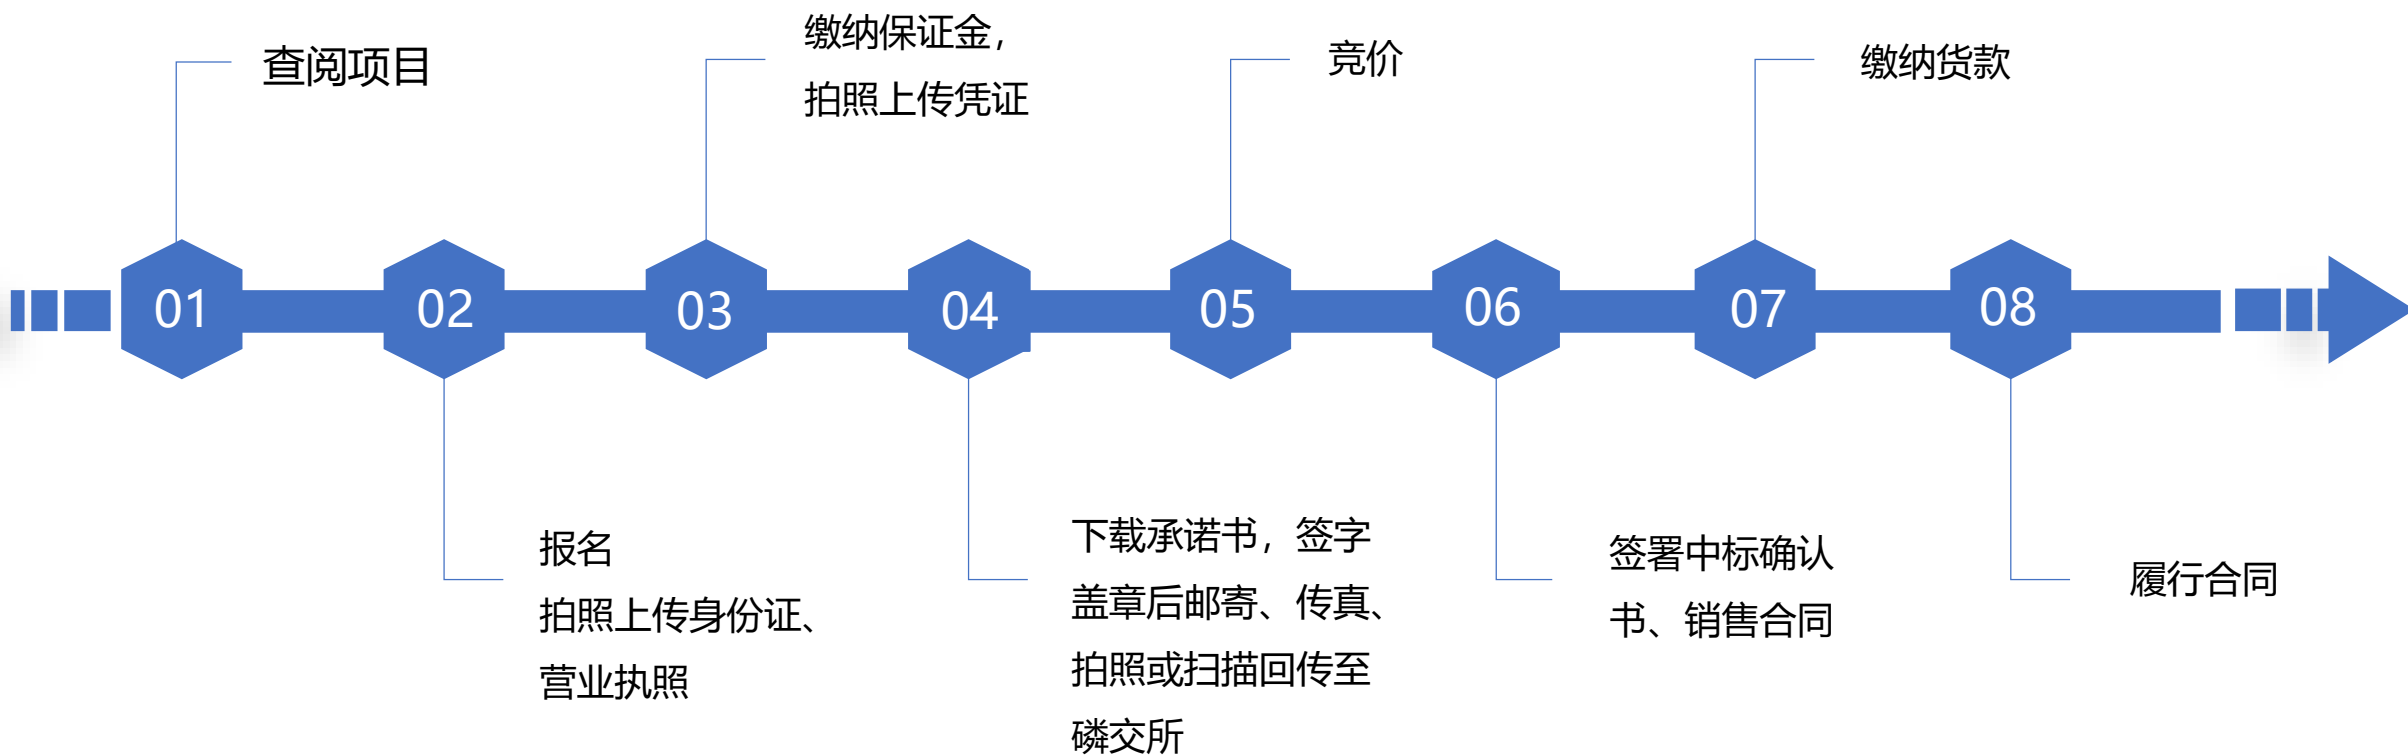 01
查阅项目
02
报名
拍照上传身份证、
营业执照
03
缴纳保证金，
拍照上传凭证
04
下载承诺书，签字
盖章后邮寄、传真、
拍照或扫描回传至
磷交所
05
竞价
06
签署中标确认
书、销售合同
07
缴纳货款
08
履行合同